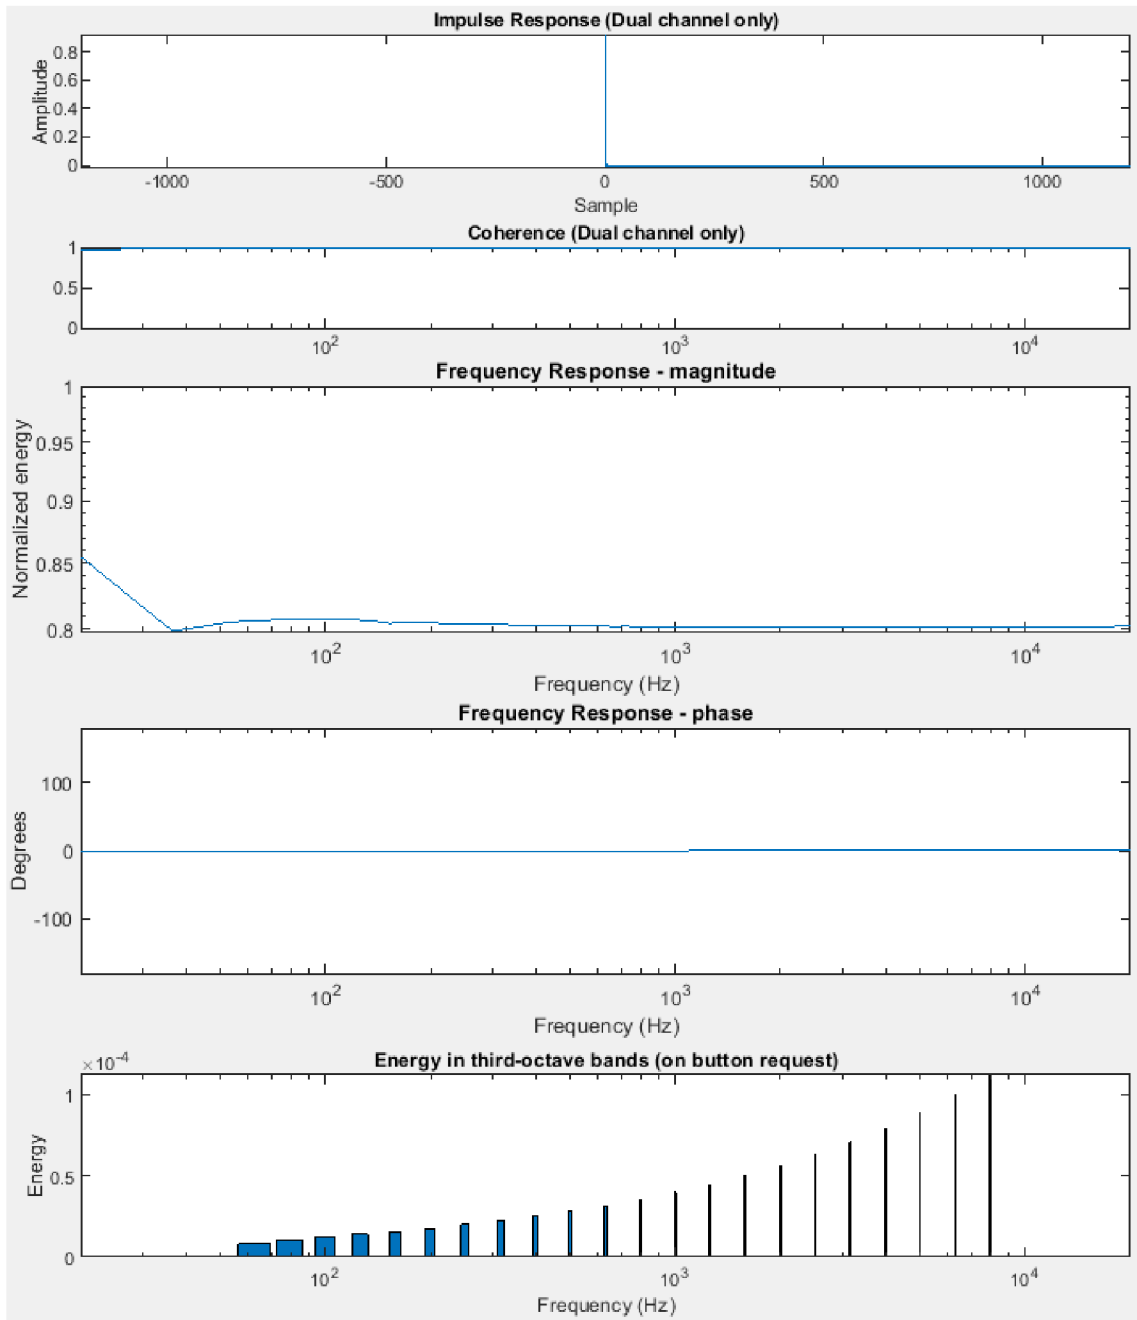 Impulse Response (Dual channel only)
0.8
0.6
0.4
0.2
0
Amplitude
-1000 -500 0 500 1000
Sample
Coherence (Dual channel only)
1
0.5
0
10^2 10^3 10^4
Frequency Response - magnitude
1
0.95
0.9
0.85
0.8
Normalized energy
10^2 10^3 10^4
Frequency (Hz)
Frequency Response - phase
100
0
-100
Degrees
10^2 10^3 10^4
Frequency (Hz)
×10^-4
Energy in third-octave bands (on button request)
1
0.5
0
Energy
10^2 10^3 10^4
Frequency (Hz)